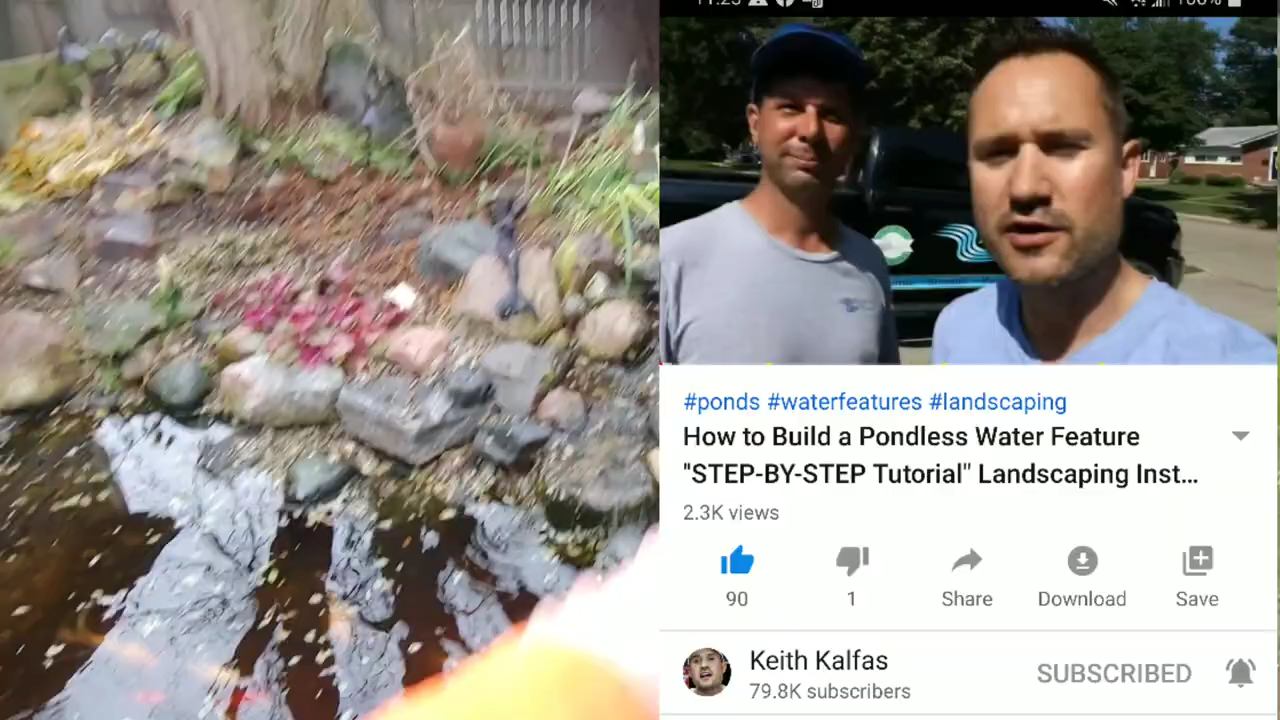 #ponds #waterfeatures #landscaping
How to Build a Pondless Water Feature
"STEP-BY-STEP Tutorial" Landscaping Inst...
2.3K views
90
1
Share
Download
Save
Keith Kalfas
79.8K subscribers
SUBSCRIBED